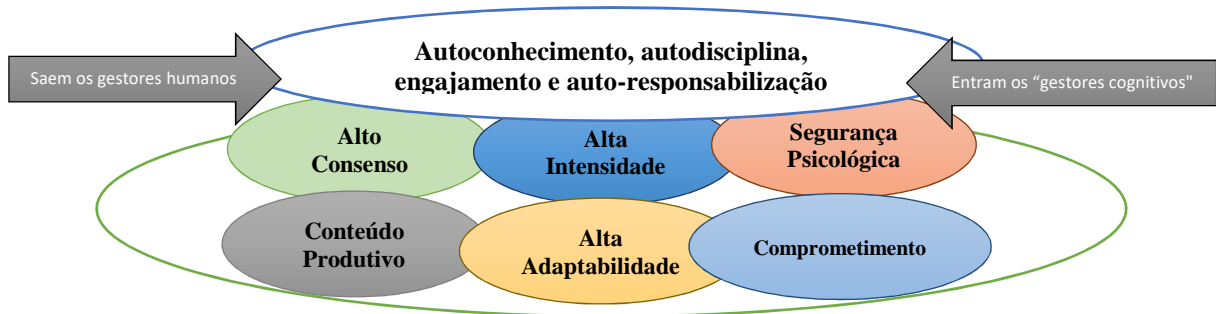 Autoconhecimento, autodisciplina,
engajamento e auto-responsabilização
Saem os gestores humanos
Entram os “gestores cognitivos"
Alto
Consenso
Alta
Intensidade
Segurança
Psicológica
Conteúdo
Produtivo
Alta
Adaptabilidade
Comprometimento